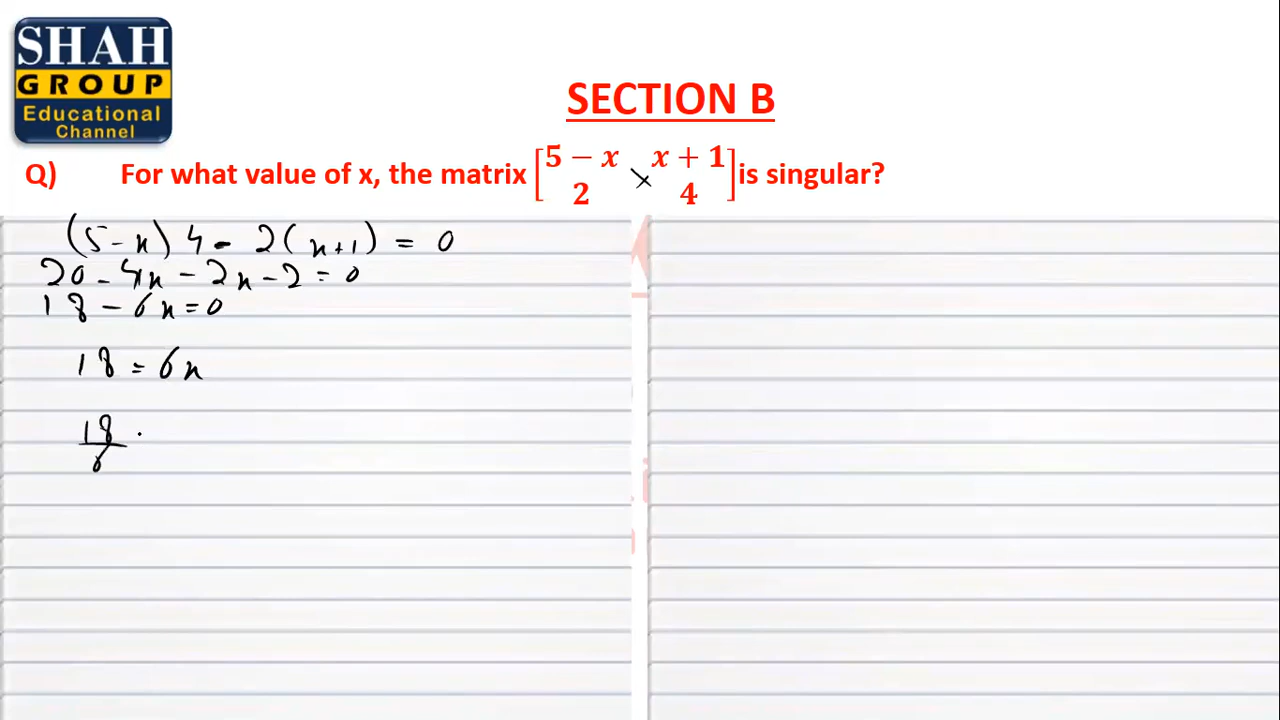 SHAH
GROUP
Educational
Channel
SECTION B
Q) For what value of x, the matrix [5 − x x + 1 2 4] is singular?
(5 - x) 4 - 2(x+1) = 0
20 - 4x - 2x - 2 = 0
18 - 6x = 0
18 = 6x
18
6